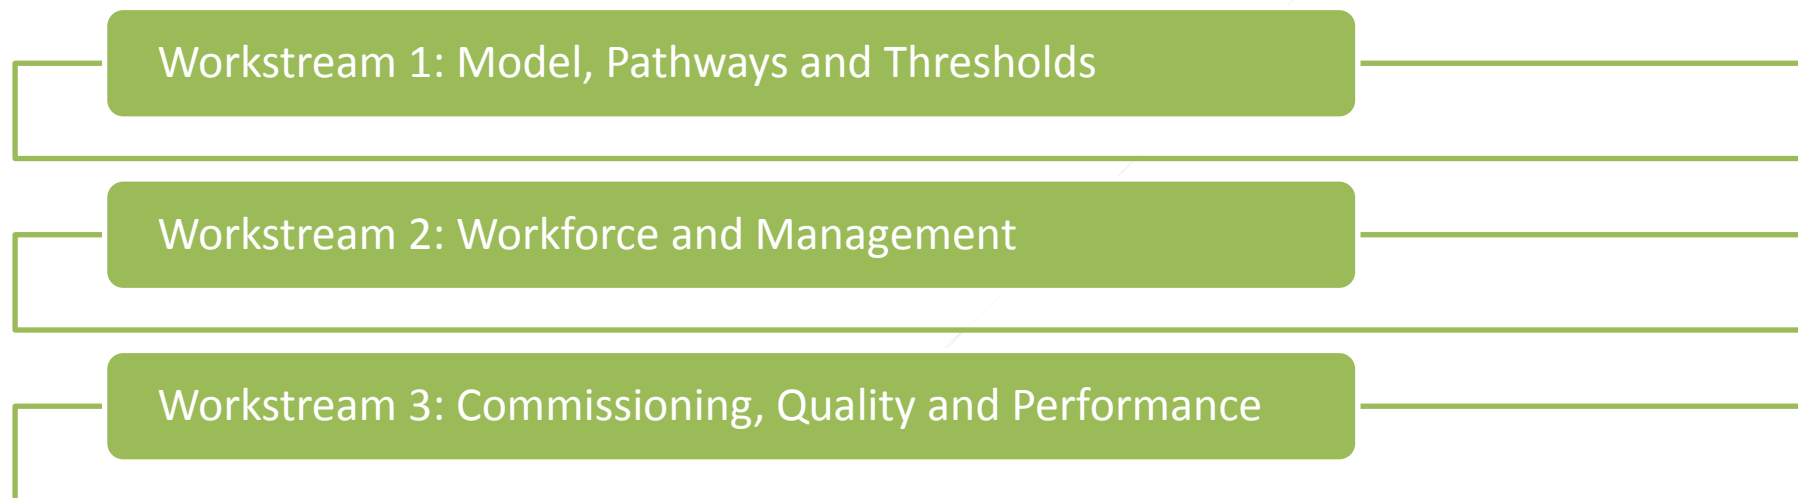 Workstream 1: Model, Pathways and Thresholds
Workstream 2: Workforce and Management
Workstream 3: Commissioning, Quality and Performance